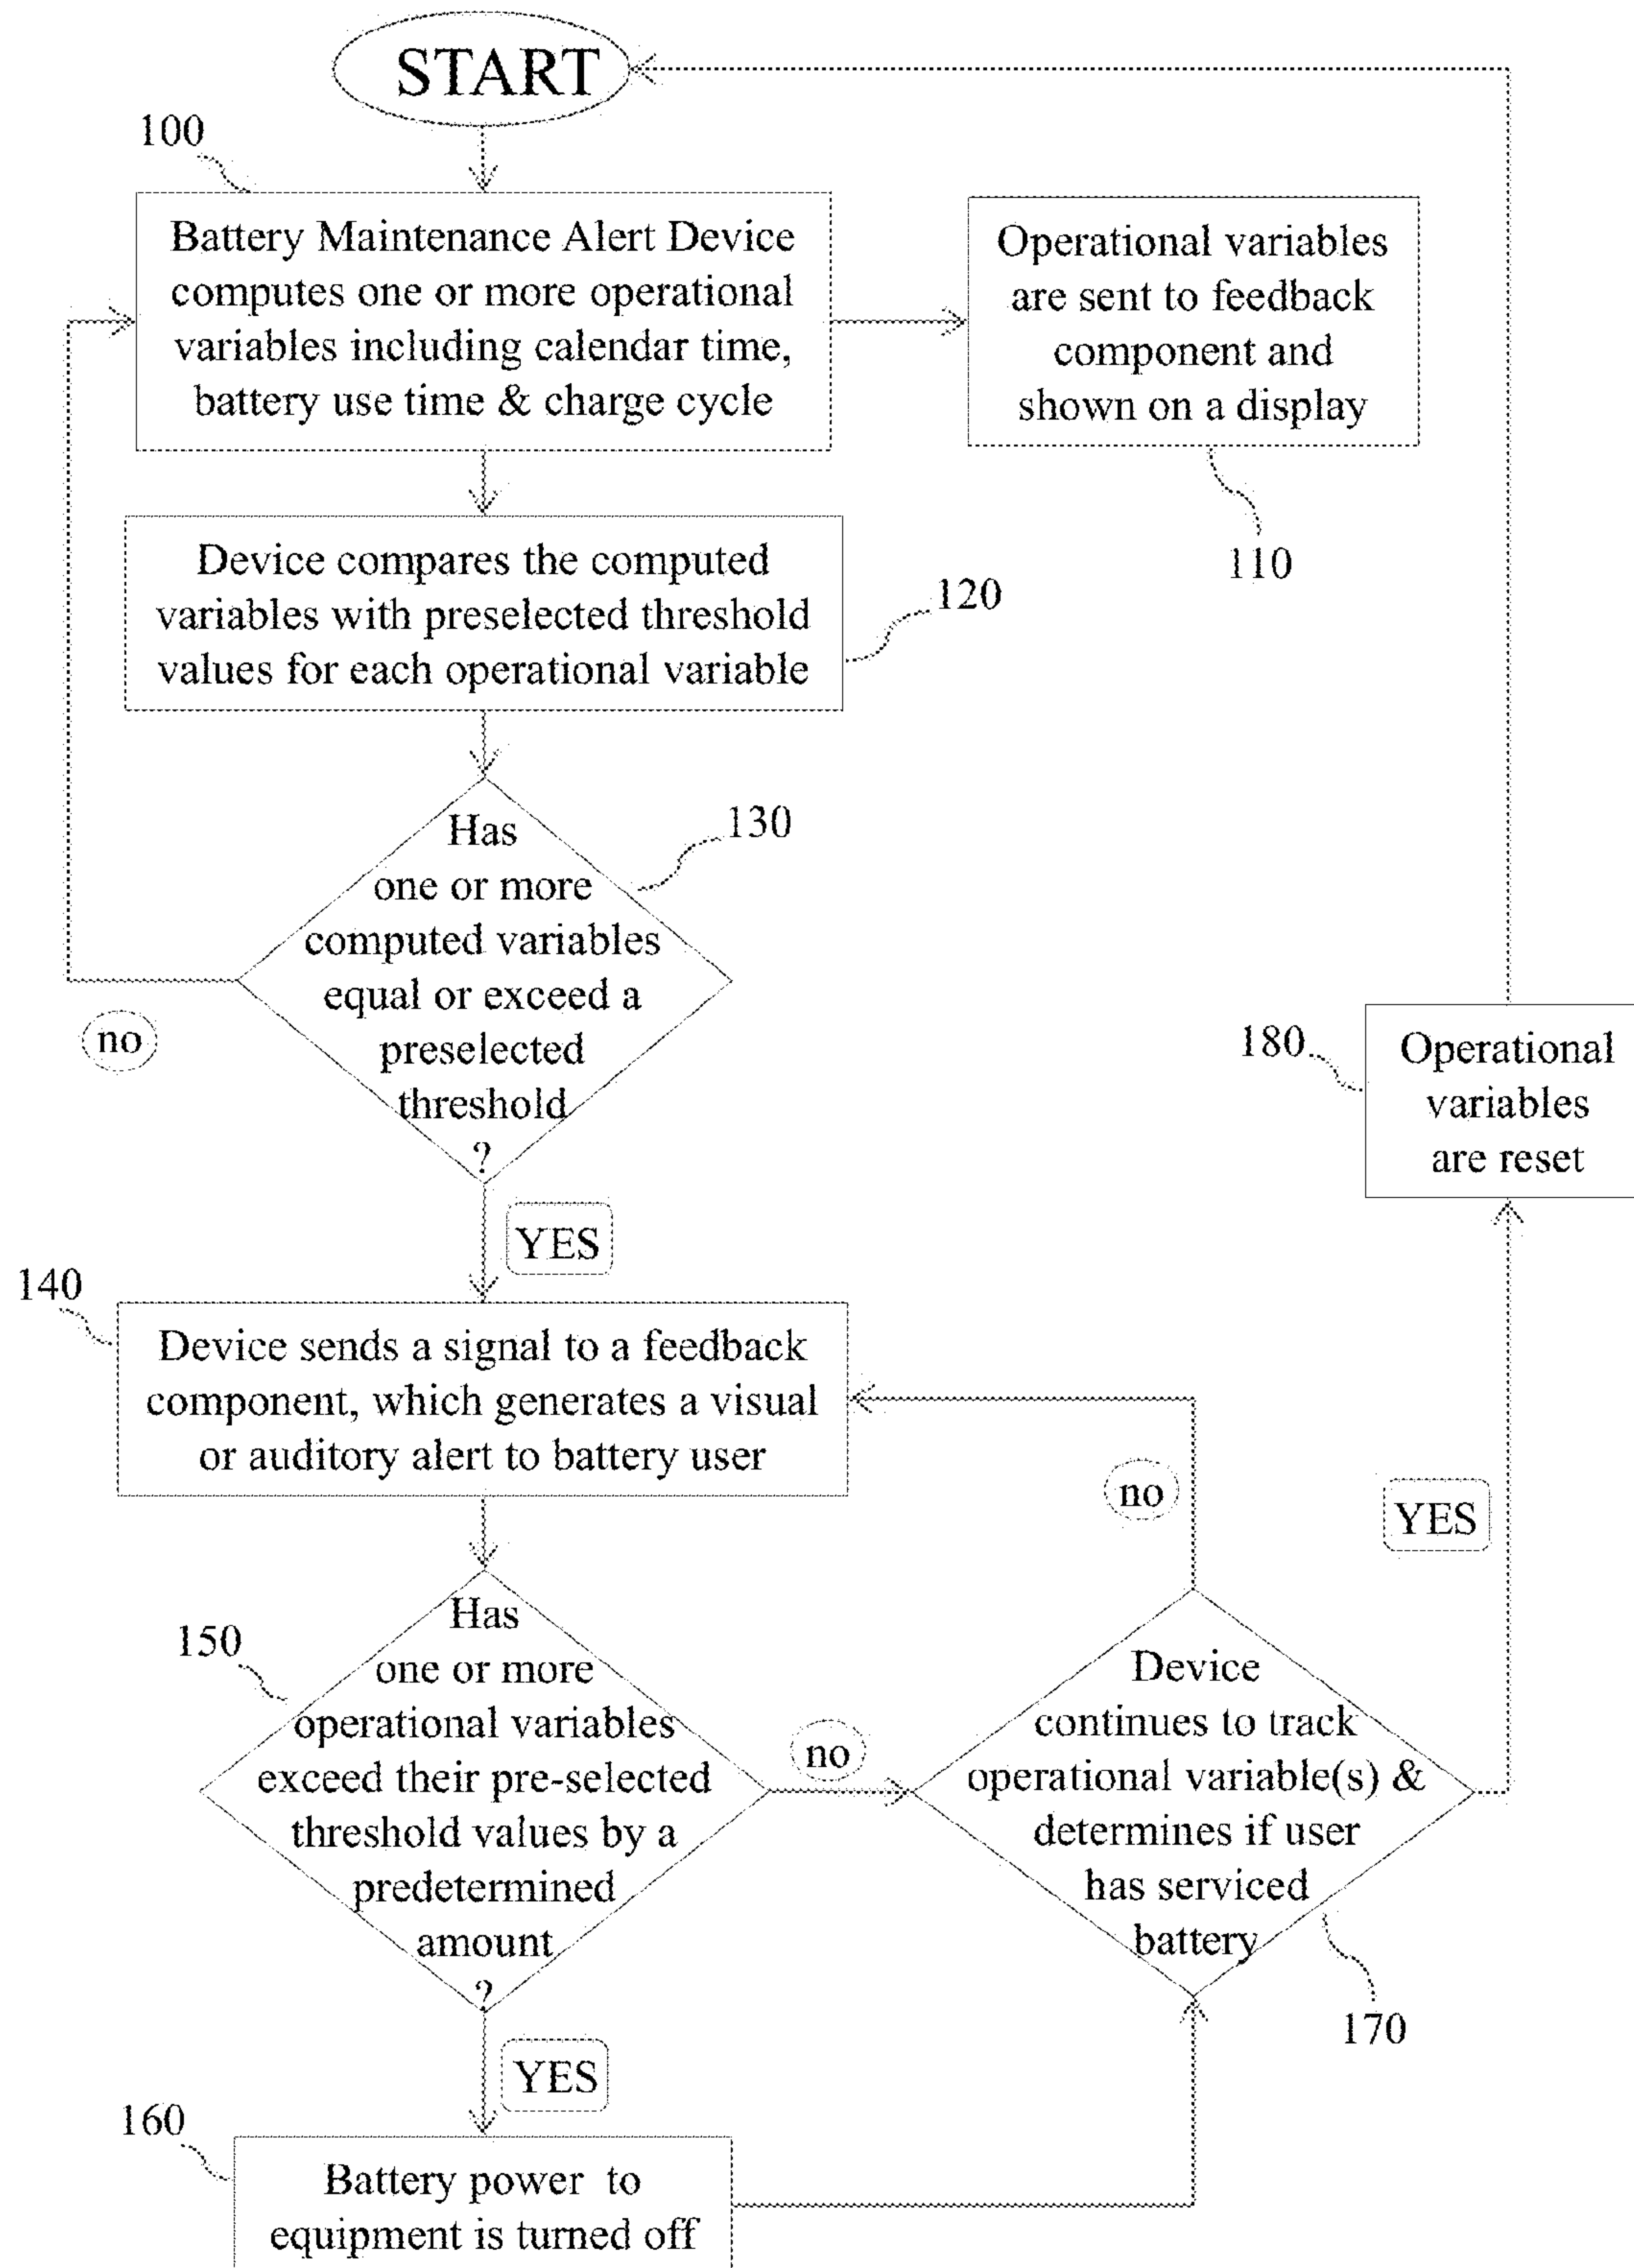 START
100
Battery Maintenance Alert Device
computes one or more operational
variables including calendar time,
battery use time & charge cycle
Operational variables
are sent to feedback
component and
shown on a display
110
Device compares the computed
variables with preselected threshold
values for each operational variable
120
Has
one or more
computed variables
equal or exceed a
preselected
threshold
?
130
no
180
Operational
variables
are reset
YES
140
Device sends a signal to a feedback
component, which generates a visual
or auditory alert to battery user
no
YES
150
Has
one or more
operational variables
exceed their pre-selected
threshold values by a
predetermined
amount
?
no
Device
continues to track
operational variable(s) &
determines if user
has serviced
battery
170
YES
160
Battery power to
equipment is turned off